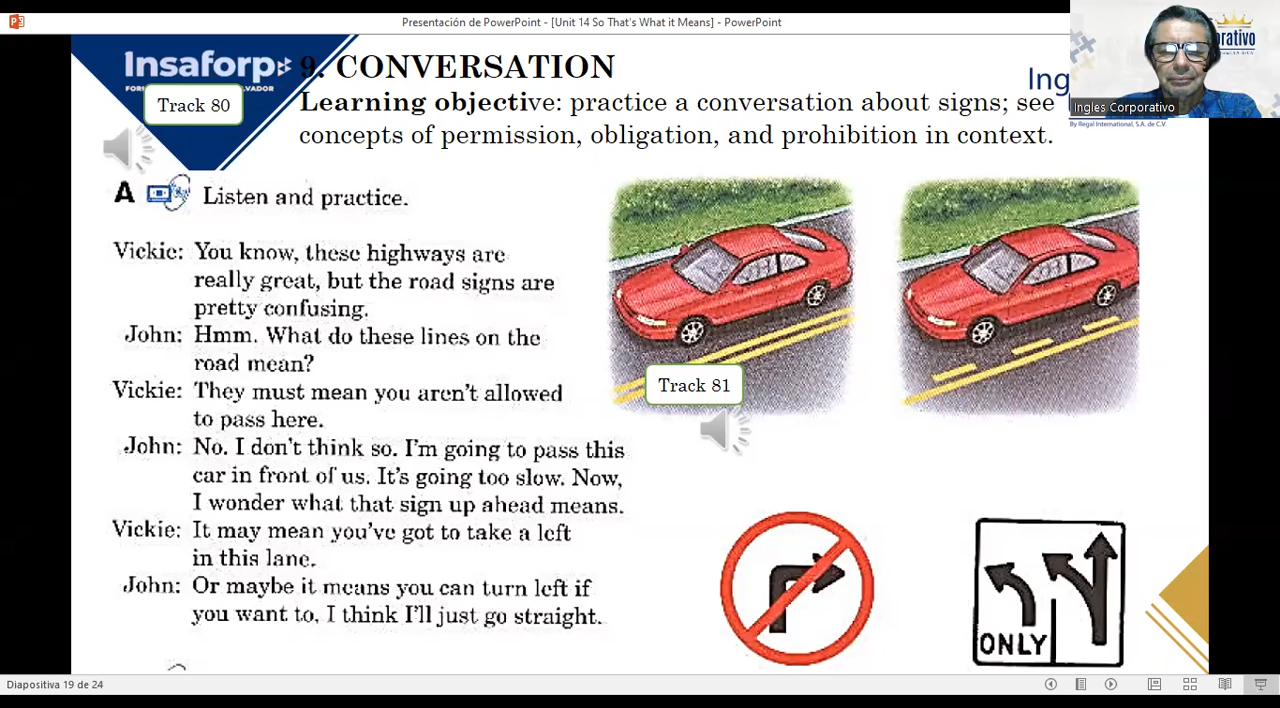 Presentación de PowerPoint - [Unit 14 So That's What it Means] - PowerPoint
Insaforp
Track 80
9. CONVERSATION
Learning objective: practice a conversation about signs; see
concepts of permission, obligation, and prohibition in context.
Ing
Ingles Corporativo
By Regal International, S.A. de C.V.
A Listen and practice.
Vickie: You know, these highways are
really great, but the road signs are
pretty confusing.
John: Hmm. What do these lines on the
road mean?
Vickie: They must mean you aren't allowed
to pass here.
John: No. I don't think so. I'm going to pass this
car in front of us. It's going too slow. Now,
I wonder what that sign up ahead means.
Vickie: It may mean you've got to take a left
in this lane.
John: Or maybe it means you can turn left if
you want to. I think I'll just go straight.
Track 81
ONLY
Diapositiva 19 de 24